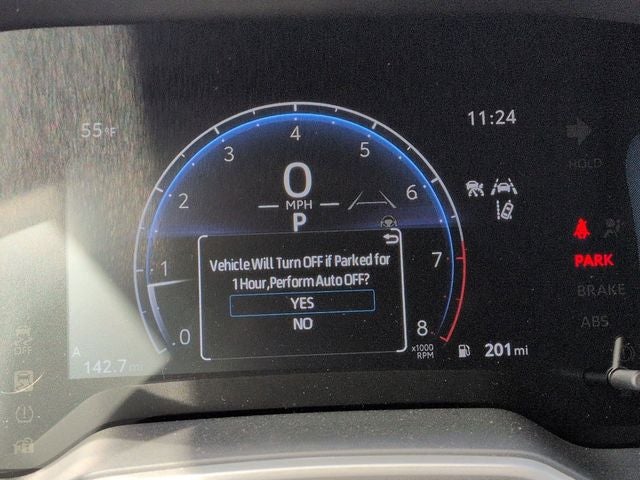 55°F
11:24
4
3
5
HOLD
0
2
6
MPH
P
Vehicle Will Turn OFF if Parked for
1 Hour,Perform Auto OFF?
1
7
PARK
YES
BRAKE
NO
ABS
.0
8
x1000
RPM
OFF
A
142.7 mi
201 mi